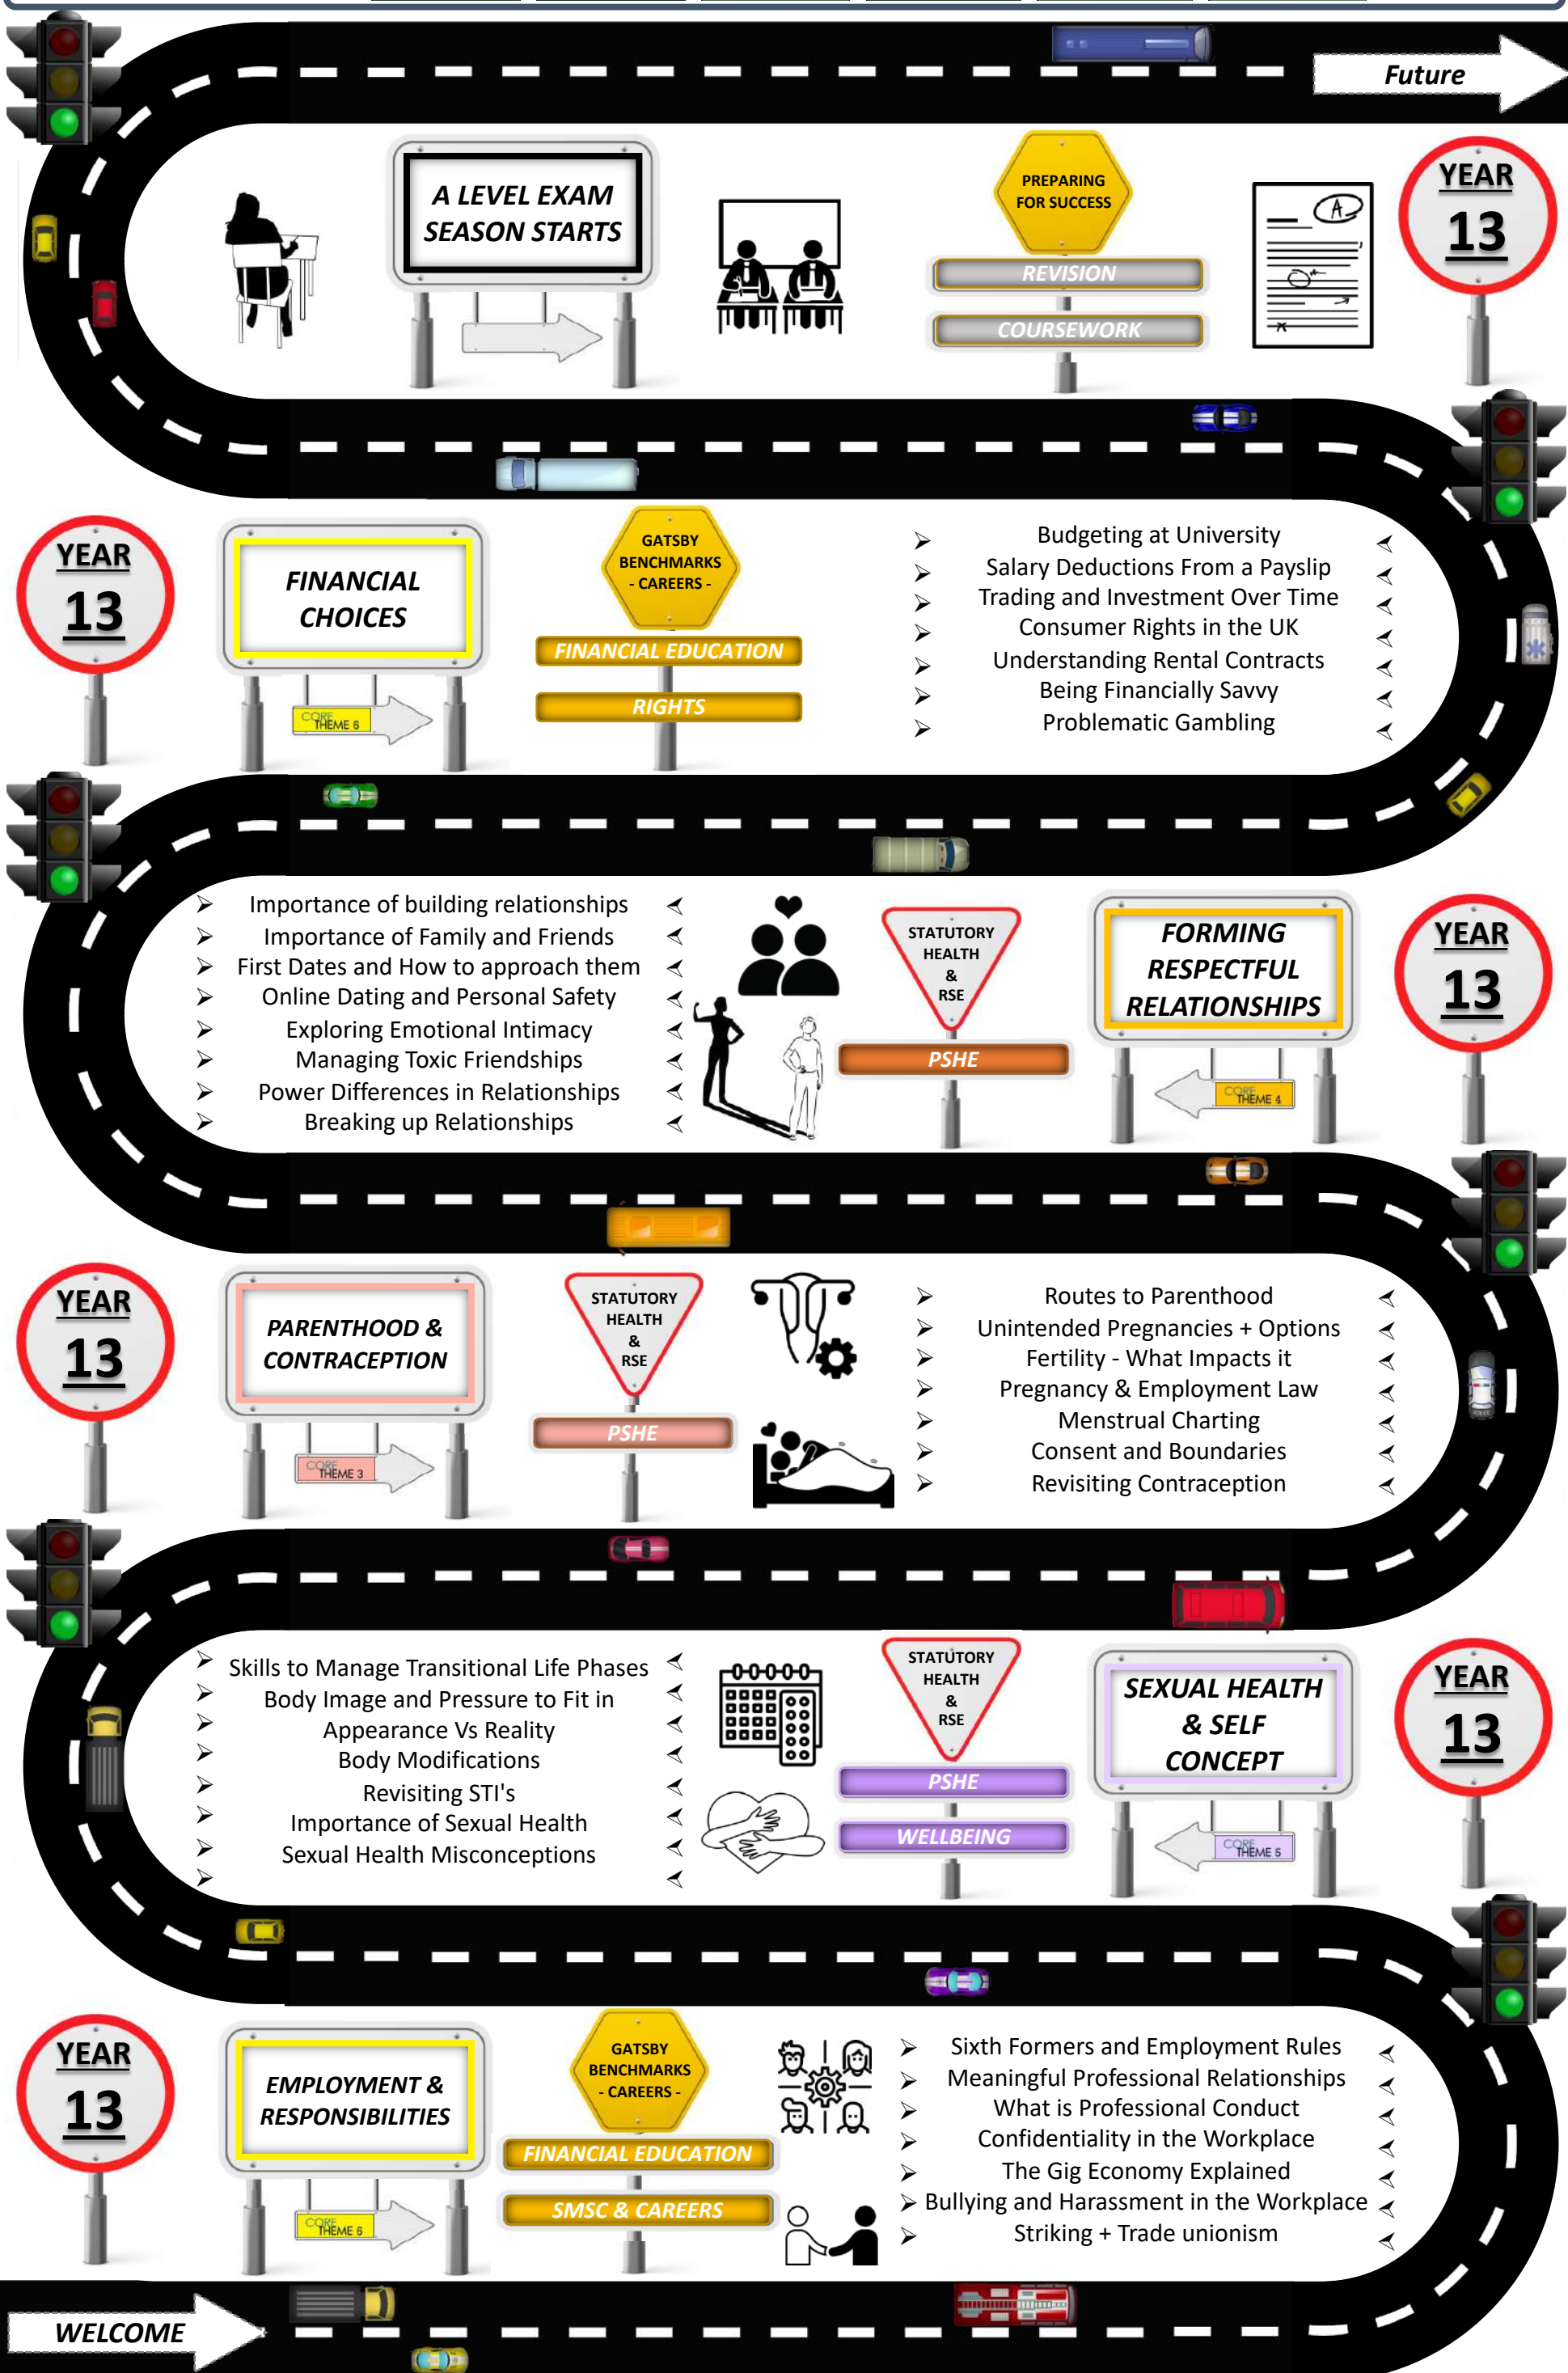 Future
A LEVEL EXAM
SEASON STARTS
PREPARING
FOR SUCCESS
REVISION
COURSEWORK
A
YEAR
13
YEAR
13
FINANCIAL
CHOICES
CORE
THEME 6
GATSBY
BENCHMARKS
- CAREERS -
FINANCIAL EDUCATION
RIGHTS
Budgeting at University
Salary Deductions From a Payslip
Trading and Investment Over Time
Consumer Rights in the UK
Understanding Rental Contracts
Being Financially Savvy
Problematic Gambling
Importance of building relationships
Importance of Family and Friends
First Dates and How to approach them
Online Dating and Personal Safety
Exploring Emotional Intimacy
Managing Toxic Friendships
Power Differences in Relationships
Breaking up Relationships
STATUTORY
HEALTH
&
RSE
PSHE
FORMING
RESPECTFUL
RELATIONSHIPS
CORE
THEME 4
YEAR
13
YEAR
13
PARENTHOOD &
CONTRACEPTION
CORE
THEME 3
STATUTORY
HEALTH
&
RSE
PSHE
Routes to Parenthood
Unintended Pregnancies + Options
Fertility - What Impacts it
Pregnancy & Employment Law
Menstrual Charting
Consent and Boundaries
Revisiting Contraception
POLICE
Skills to Manage Transitional Life Phases
Body Image and Pressure to Fit in
Appearance Vs Reality
Body Modifications
Revisiting STI's
Importance of Sexual Health
Sexual Health Misconceptions
STATUTORY
HEALTH
&
RSE
PSHE
WELLBEING
SEXUAL HEALTH
& SELF
CONCEPT
CORE
THEME 5
YEAR
13
YEAR
13
EMPLOYMENT &
RESPONSIBILITIES
CORE
THEME 6
GATSBY
BENCHMARKS
- CAREERS -
FINANCIAL EDUCATION
SMSC & CAREERS
Sixth Formers and Employment Rules
Meaningful Professional Relationships
What is Professional Conduct
Confidentiality in the Workplace
The Gig Economy Explained
Bullying and Harassment in the Workplace
Striking + Trade unionism
WELCOME